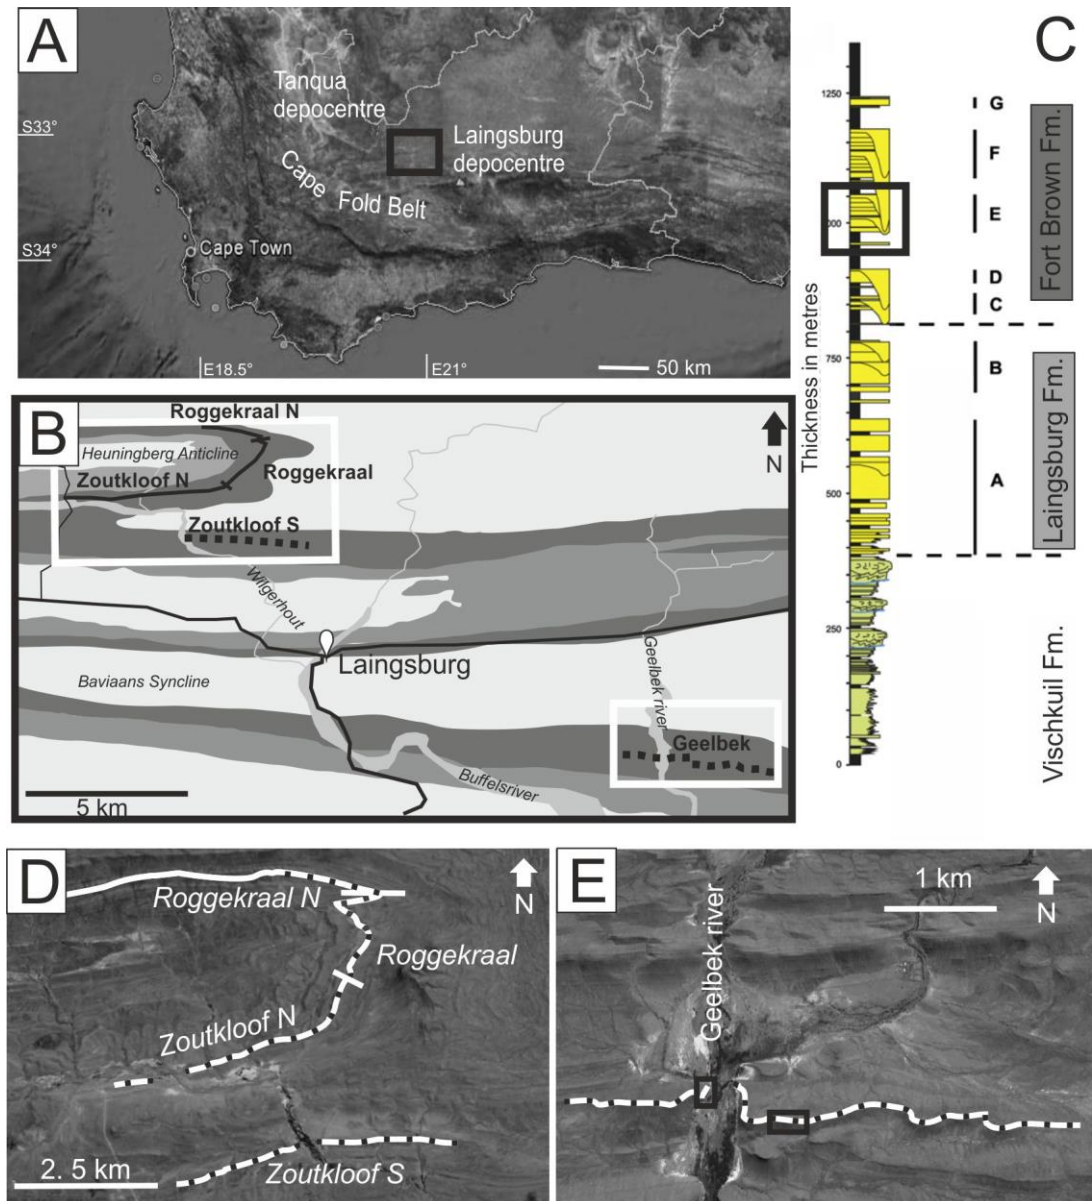 A
Tanqua
depocentre
S33°
Laingsburg
depocentre
Cape Fold Belt
S34°
Cape Town
E18.5°
E21°
50 km
B
Roggekraal N
Heuningberg Anticline
Roggekraal
Zoutkloof N
N
Zoutkloof S
Wilgerhout
Laingsburg
Geelbek river
Baviaans Syncline
Geelbek
Buffelsriver
5 km
C
Thickness in metres
1250
750
500
250
0
G
F
E
D
C
B
A
Fort Brown Fm.
Laingsburg Fm.
Vischkuil Fm.
D
N
Roggekraal N
Roggekraal
Zoutkloof N
2. 5 km
Zoutkloof S
E
1 km
N
Geelbek river